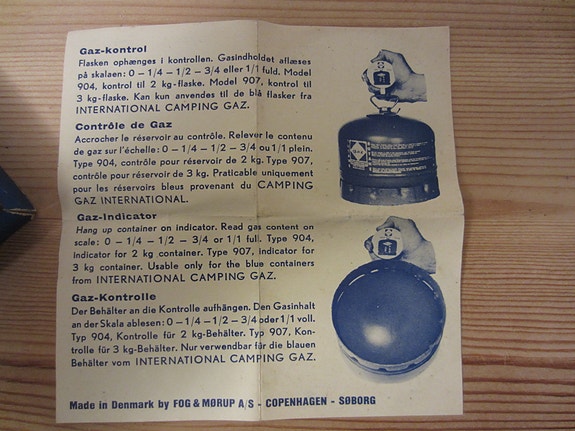 Gaz-kontrol
Flasken ophænges i kontrollen. Gasindholdet aflæses
på skalaen: 0 – 1/4 – 1/2 – 3/4 eller 1/1 fuld. Model
904, kontrol til 2 kg-flaske. Model 907, kontrol til
3 kg-flaske. Kan kun anvendes til de blå flasker fra
INTERNATIONAL CAMPING GAZ.
Contrôle de Gaz
Accrocher le réservoir au contrôle. Relever le contenu
de gaz sur l'échelle: 0 – 1/4 – 1/2 – 3/4 ou 1/1 plein.
Type 904, contrôle pour réservoir de 2 kg. Type 907,
contrôle pour réservoir de 3 kg. Praticable uniquement
pour les réservoirs bleus provenant du CAMPING
GAZ INTERNATIONAL.
Gaz-Indicator
Hang up container on indicator. Read gas content on
scale: 0 – 1/4 – 1/2 – 3/4 or 1/1 full. Type 904,
indicator for 2 kg container. Type 907, indicator for
3 kg container. Usable only for the blue containers
from INTERNATIONAL CAMPING GAZ.
Gaz-Kontrolle
Der Behälter an die Kontrolle aufhängen. Den Gasinhalt
an der Skala ablesen: 0 – 1/4 – 1/2 – 3/4 oder 1/1 voll.
Typ 904, Kontrolle für 2 kg-Behälter. Typ 907, Kon-
trolle für 3 kg-Behälter. Nur verwendbar für die blauen
Behälter vom INTERNATIONAL CAMPING GAZ.
Made in Denmark by FOG & MØRUP A/S - COPENHAGEN - SØBORG
Gaz